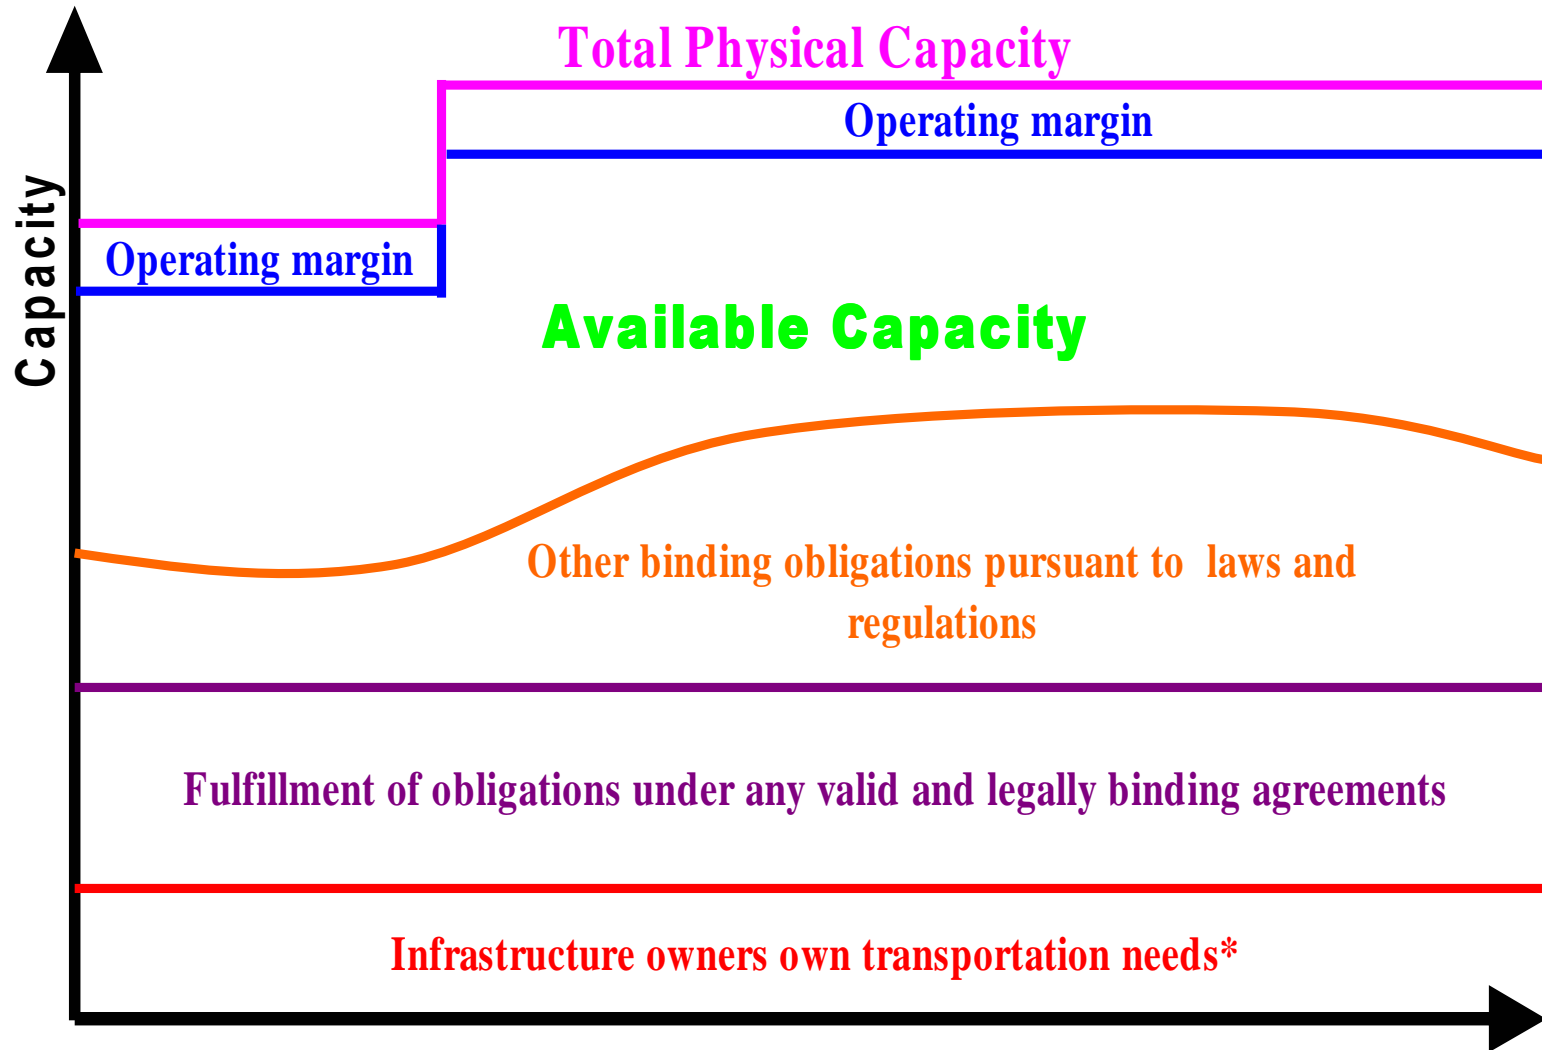 Total Physical Capacity
Operating margin
Capacity
Operating margin
Available Capacity
Other binding obligations pursuant to  laws and
regulations
Fulfillment of obligations under any valid and legally binding agreements
Infrastructure owners own transportation needs*